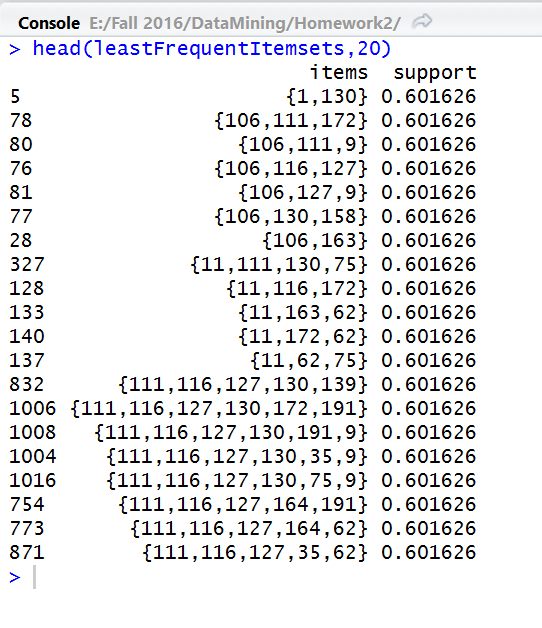 Console E:/Fall 2016/DataMining/Homework2/
> head(leastFrequentItemsets,20)
items support
5 {1,130} 0.601626
78 {106,111,172} 0.601626
80 {106,111,9} 0.601626
76 {106,116,127} 0.601626
81 {106,127,9} 0.601626
77 {106,130,158} 0.601626
28 {106,163} 0.601626
327 {11,111,130,75} 0.601626
128 {11,116,172} 0.601626
133 {11,163,62} 0.601626
140 {11,172,62} 0.601626
137 {11,62,75} 0.601626
832 {111,116,127,130,139} 0.601626
1006 {111,116,127,130,172,191} 0.601626
1008 {111,116,127,130,191,9} 0.601626
1004 {111,116,127,130,35,9} 0.601626
1016 {111,116,127,130,75,9} 0.601626
754 {111,116,127,164,191} 0.601626
773 {111,116,127,164,62} 0.601626
871 {111,116,127,35,62} 0.601626
>